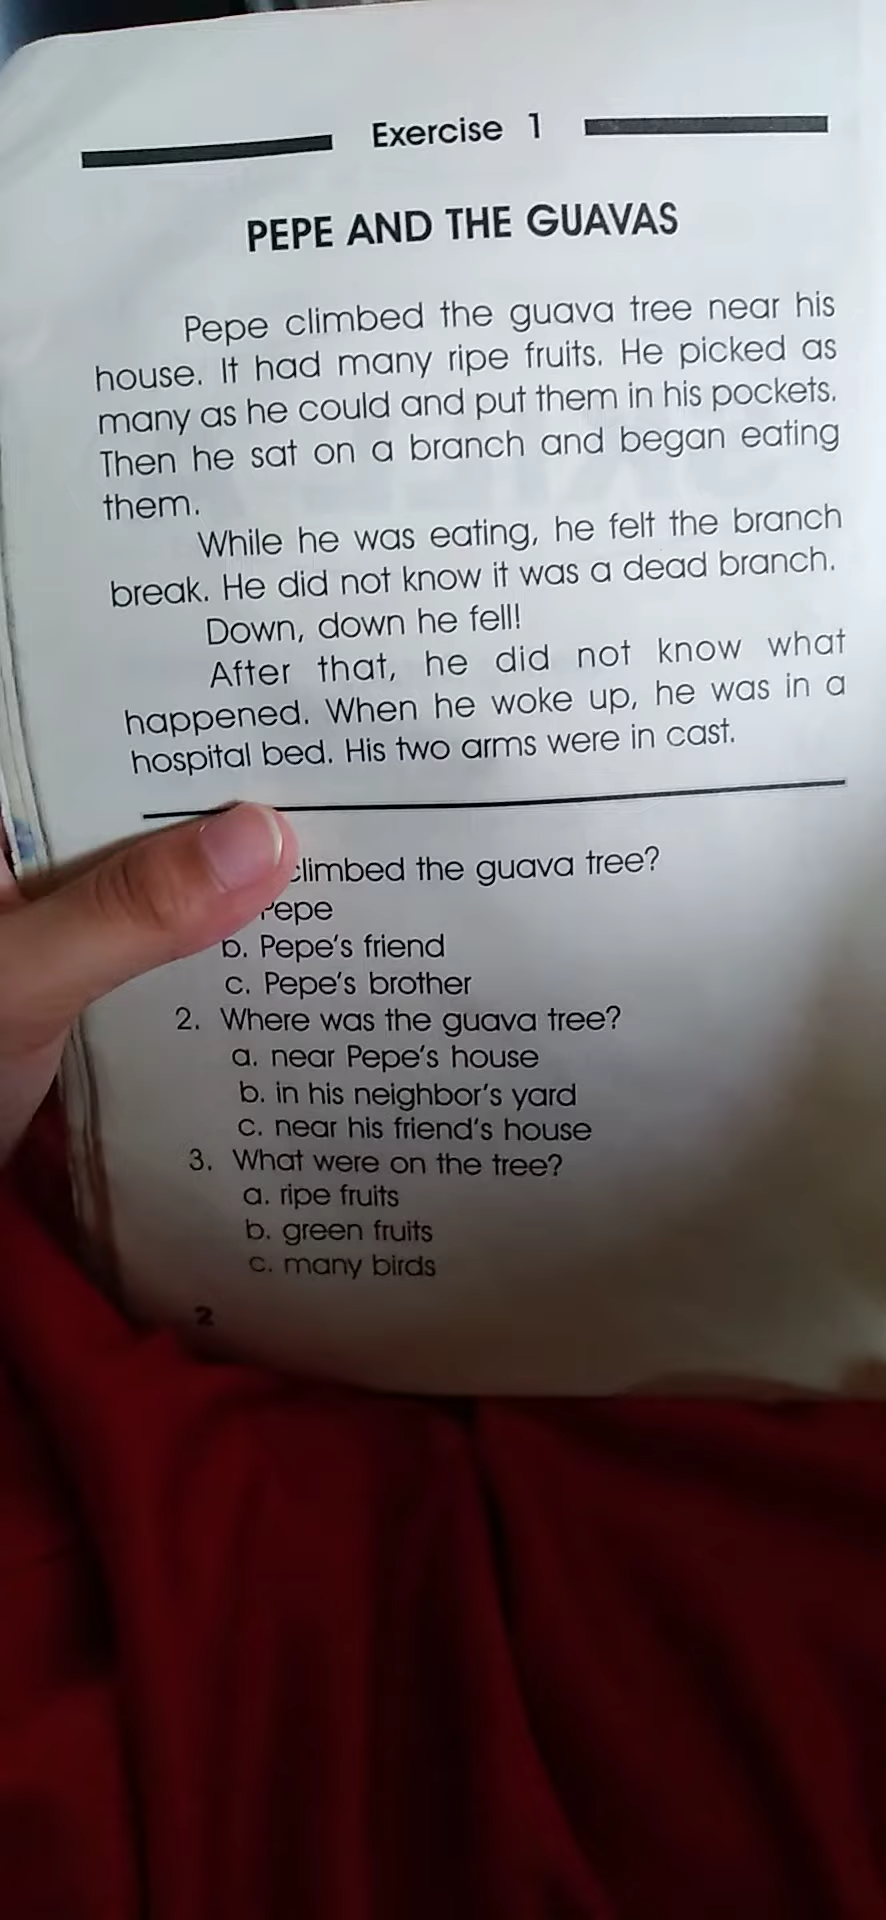 Exercise 1
PEPE AND THE GUAVAS
Pepe climbed the guava tree near his
house. It had many ripe fruits. He picked as
many as he could and put them in his pockets.
Then he sat on a branch and began eating
them.
While he was eating, he felt the branch
break. He did not know it was a dead branch.
Down, down he fell!
After that, he did not know what
happened. When he woke up, he was in a
hospital bed. His two arms were in cast.
climbed the guava tree?
Pepe
b. Pepe's friend
c. Pepe's brother
2. Where was the guava tree?
a. near Pepe's house
b. in his neighbor's yard
c. near his friend's house
3. What were on the tree?
a. ripe fruits
b. green fruits
c. many birds
2